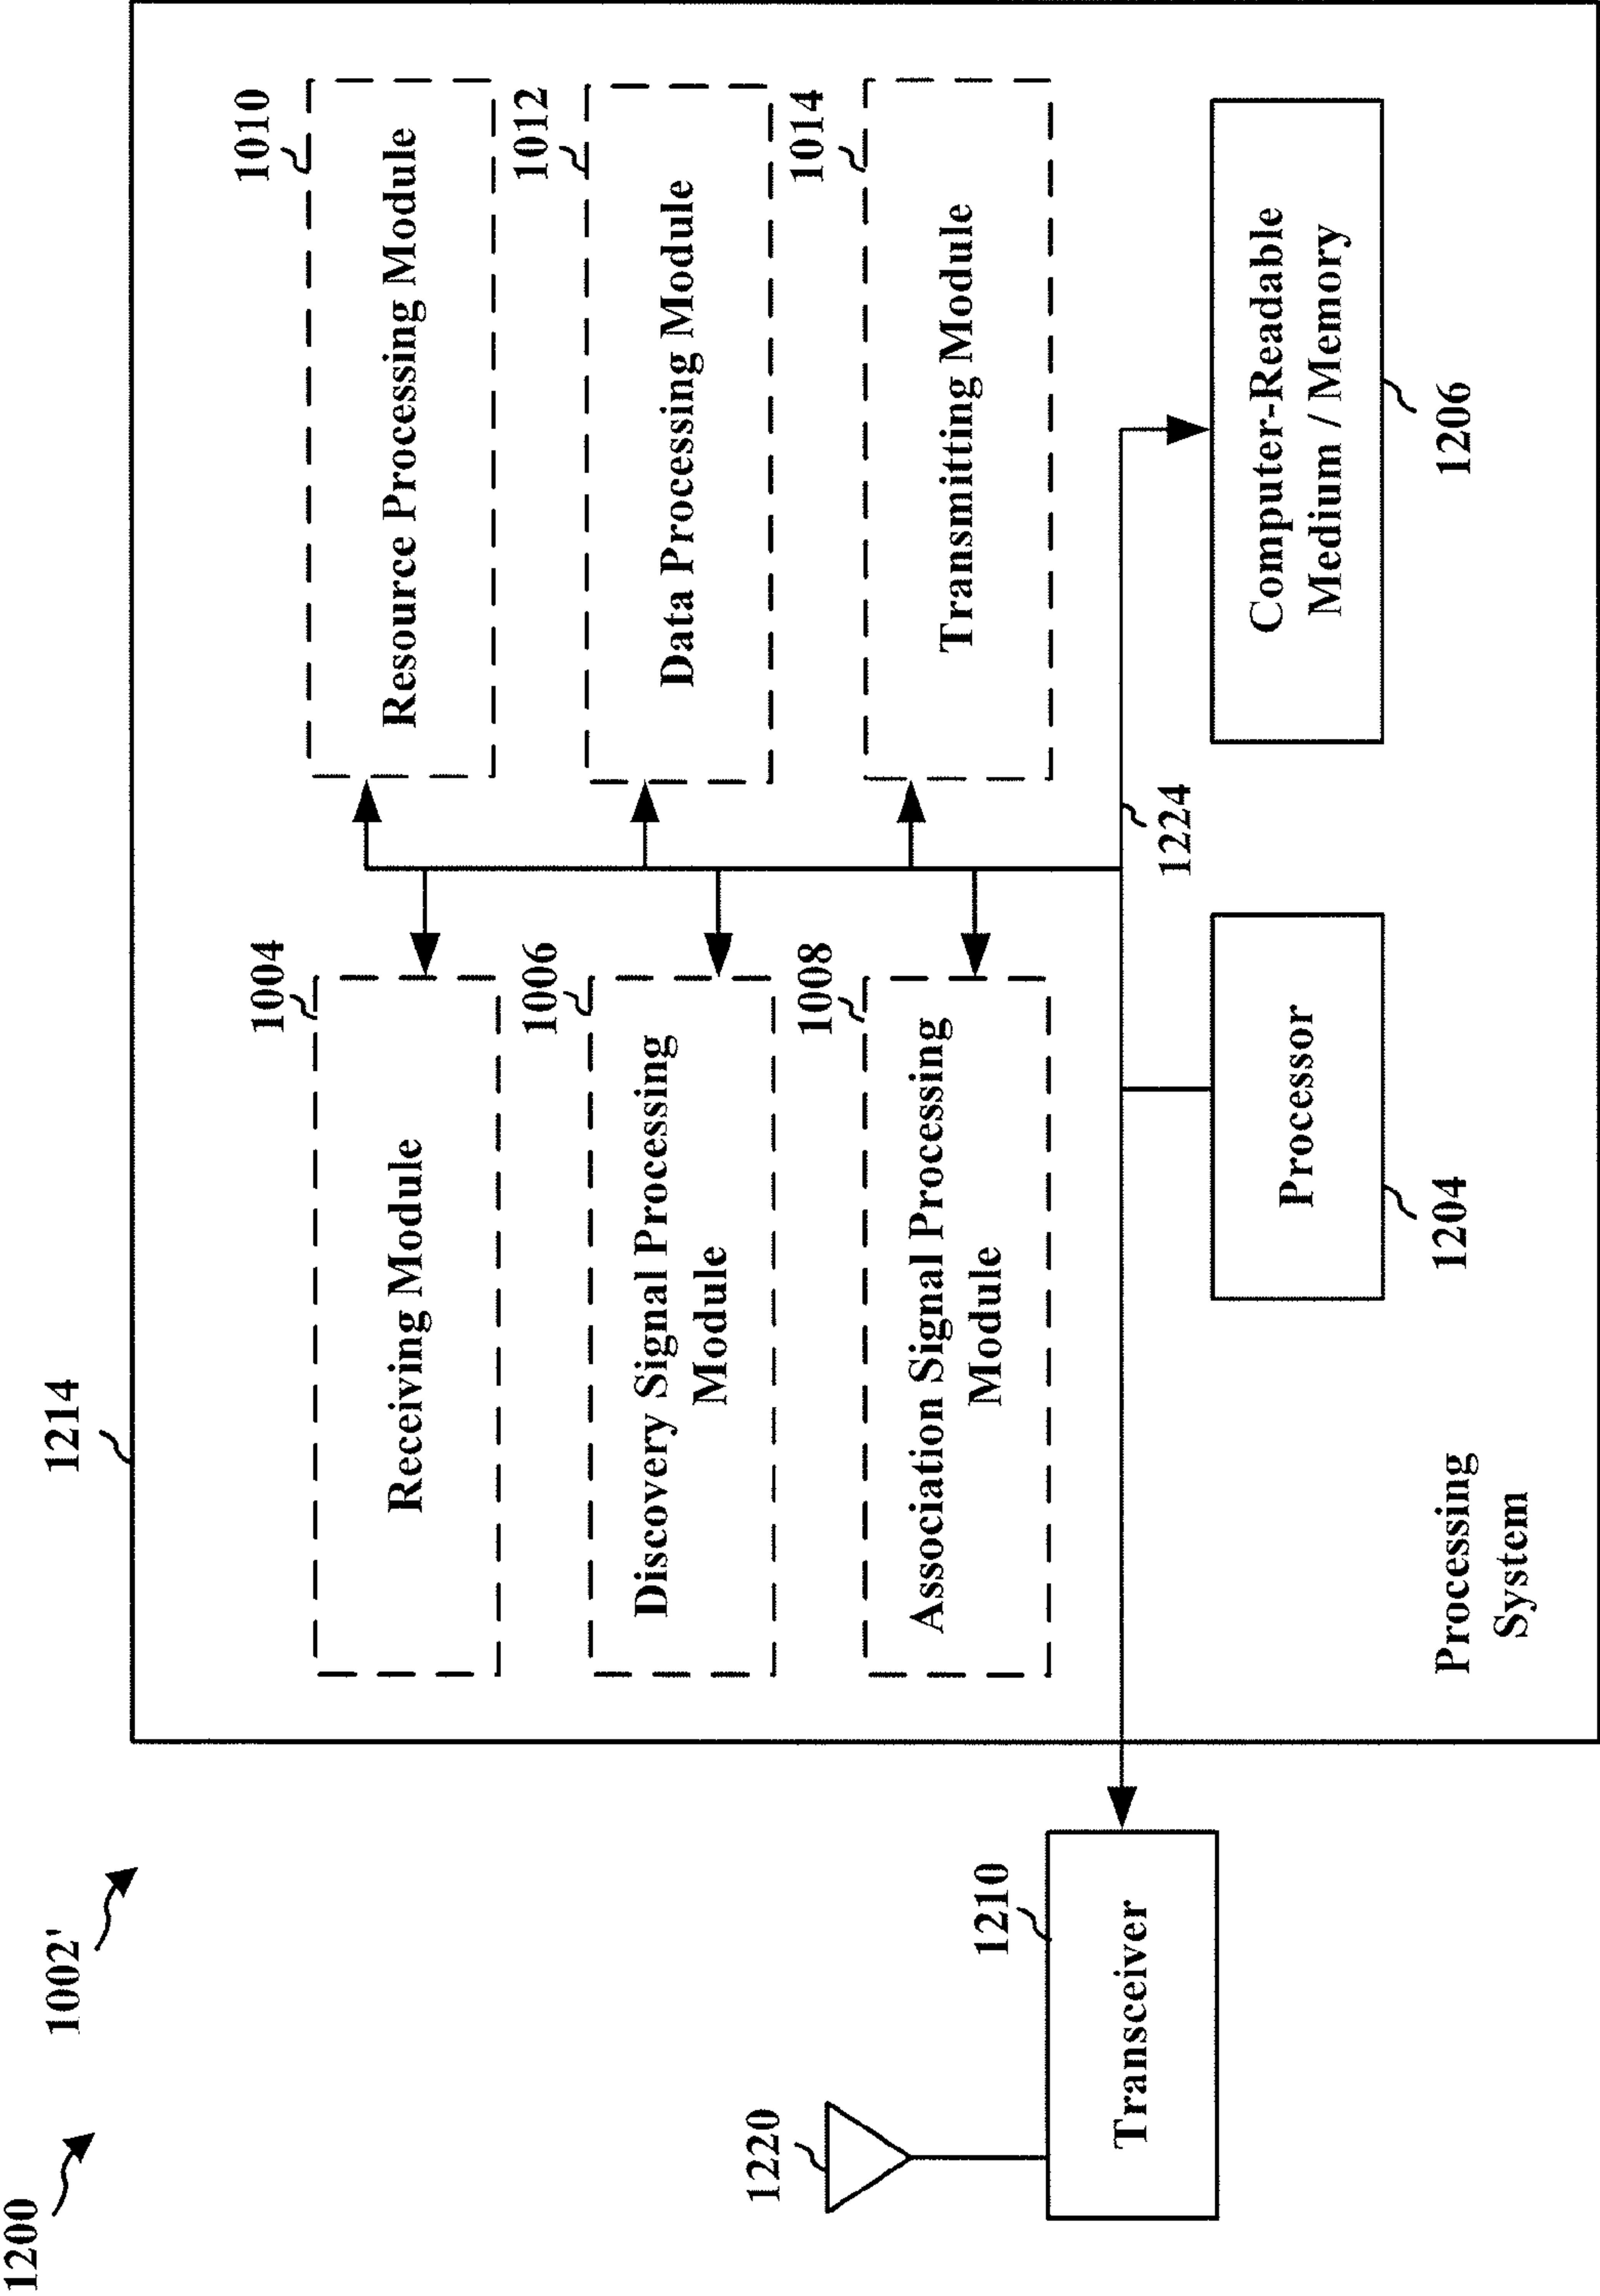 1200
1002'
1214
1004
Receiving Module
1010
Resource Processing Module
1006
Discovery Signal Processing
Module
1012
Data Processing Module
1008
Association Signal Processing
Module
1014
Transmitting Module
1220
1210
Transceiver
1224
Processor
1204
Computer-Readable
Medium / Memory
1206
Processing
System